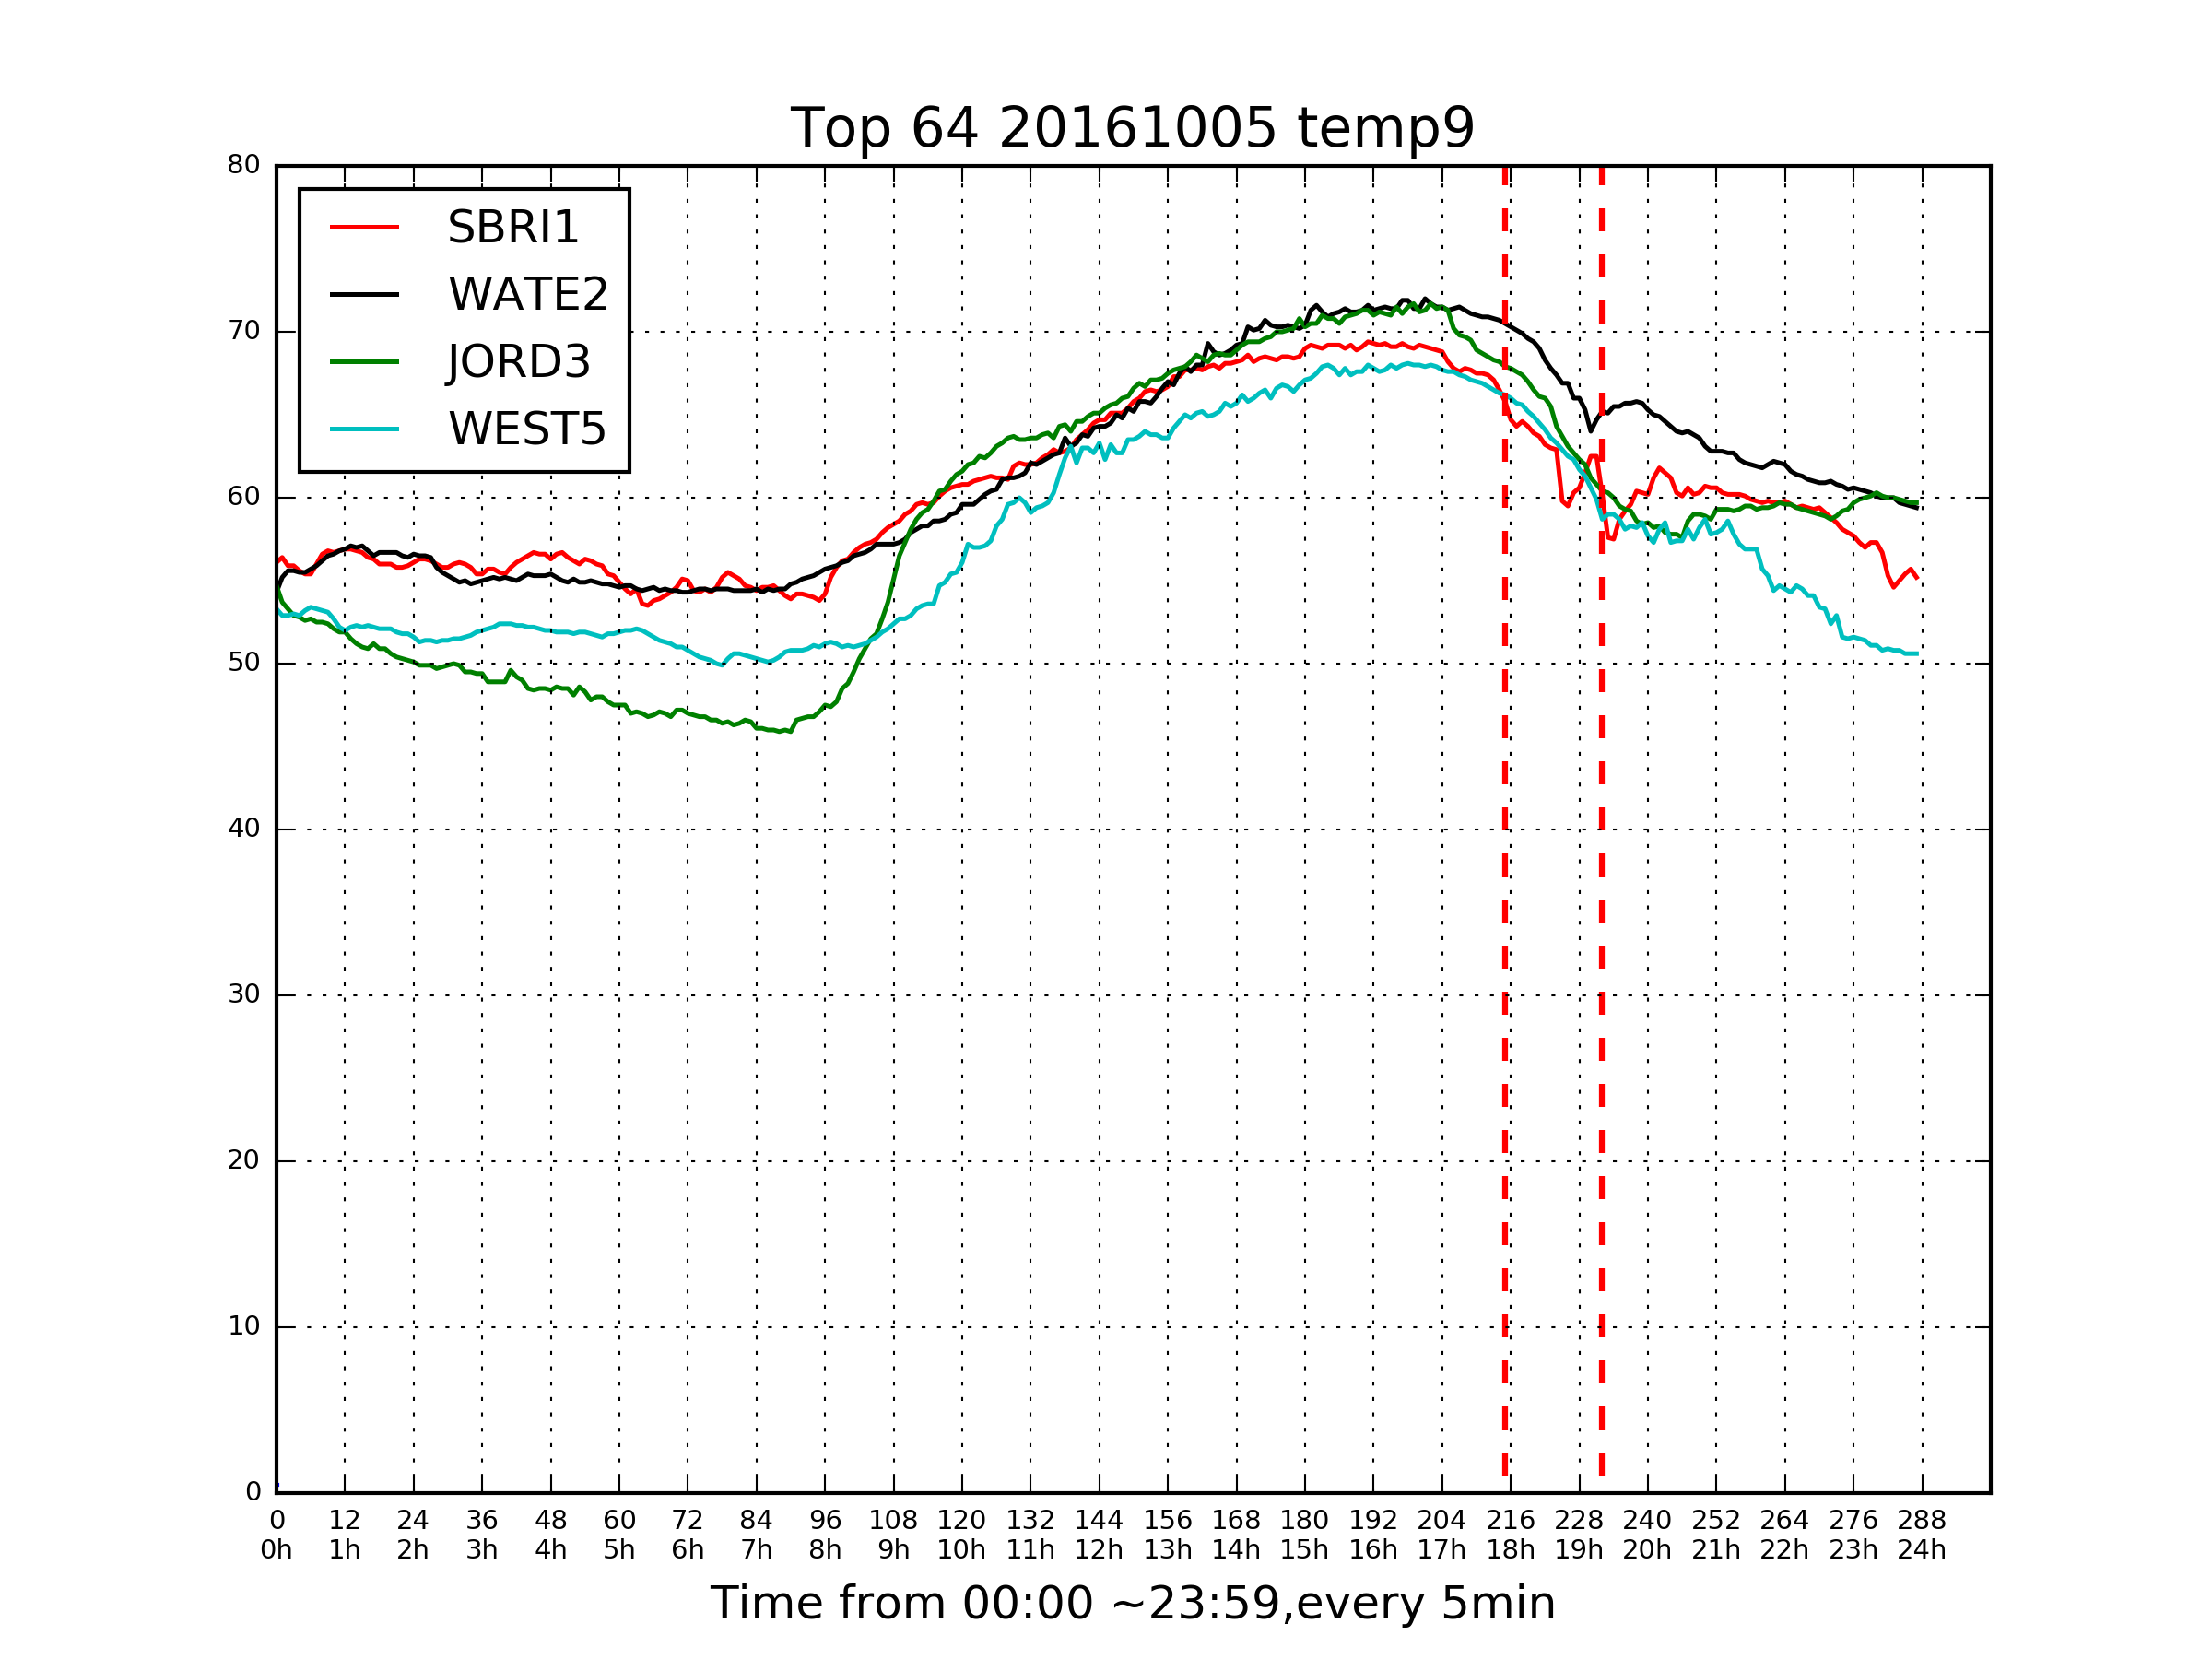 Top 64 20161005 temp9
80
70
60
50
40
30
20
10
0
SBRI1
WATE2
JORD3
WEST5
0 12 24 36 48 60 72 84 96 108 120 132 144 156 168 180 192 204 216 228 240 252 264 276 288
0h 1h 2h 3h 4h 5h 6h 7h 8h 9h 10h 11h 12h 13h 14h 15h 16h 17h 18h 19h 20h 21h 22h 23h 24h
Time from 00:00 ~23:59,every 5min